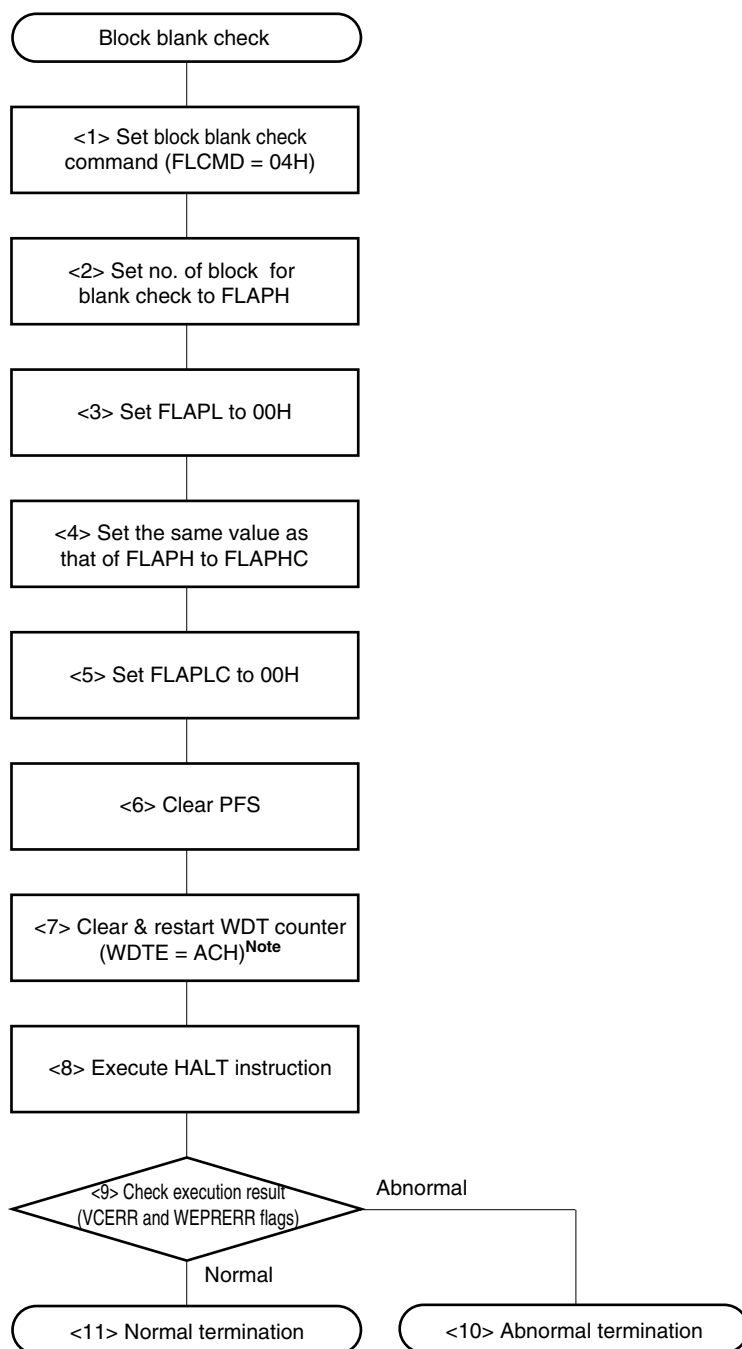 Block blank check
<1> Set block blank check
command (FLCMD = 04H)
<2> Set no. of block for
blank check to FLAPH
<3> Set FLAPL to 00H
<4> Set the same value as
that of FLAPH to FLAPHC
<5> Set FLAPLC to 00H
<6> Clear PFS
<7> Clear & restart WDT counter
(WDTE = ACH)Note
<8> Execute HALT instruction
<9> Check execution result
(VCERR and WEPRERR flags)
Abnormal
Normal
<11> Normal termination
<10> Abnormal termination